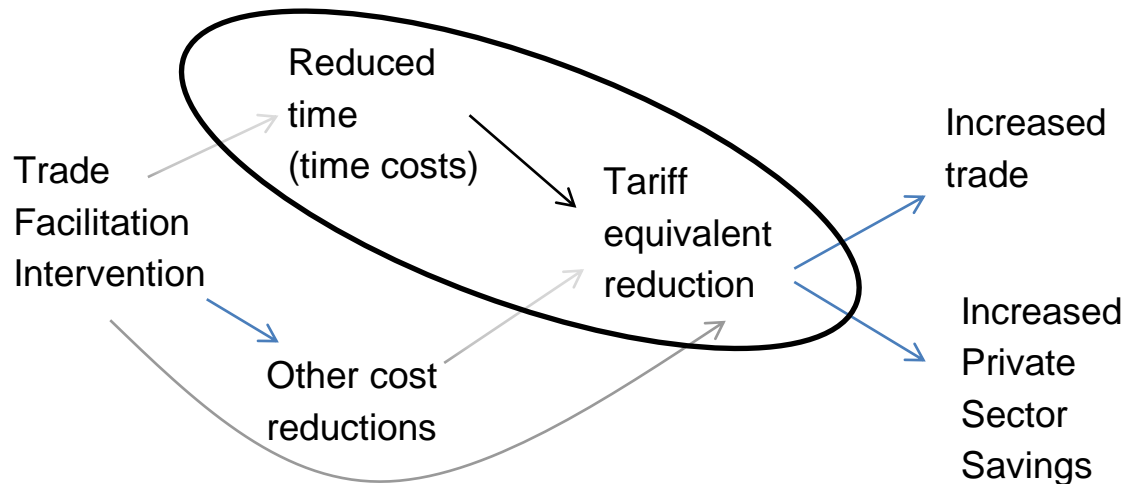 Reduced
time
(time costs)
Trade
Facilitation
Intervention
Other cost
reductions
Tariff
equivalent
reduction
Increased
trade
Increased
Private
Sector
Savings